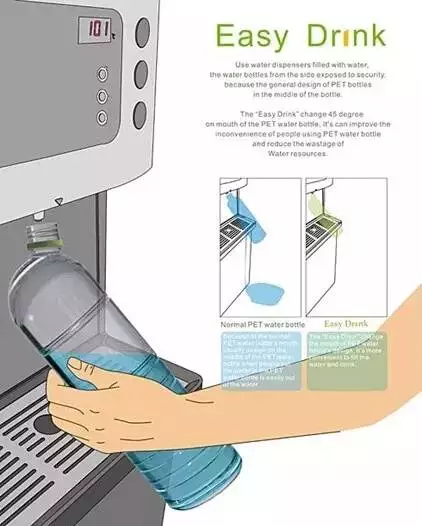 101
Easy Drink
Use water dispensers filled with water,
the water bottles from the side exposed to security,
because the general design of PET bottles
in the middle of the bottle.
The "Easy Drink" change 45 degree
on mouth of the PET water bottle, It's can improve the
inconvenience of people using PET water bottle
and reduce the wastage of
Water resources.
Normal PET water bottle
Easy Drink
Because of the normal
PET water bottle's mouth
usually design on the
middle of the PET water
bottle
the water
water bottle is easily out
of the water
The "Easy Drink" change
the mouth of PET water
bottle's design, It's more
convenient to fill the
water and drink.